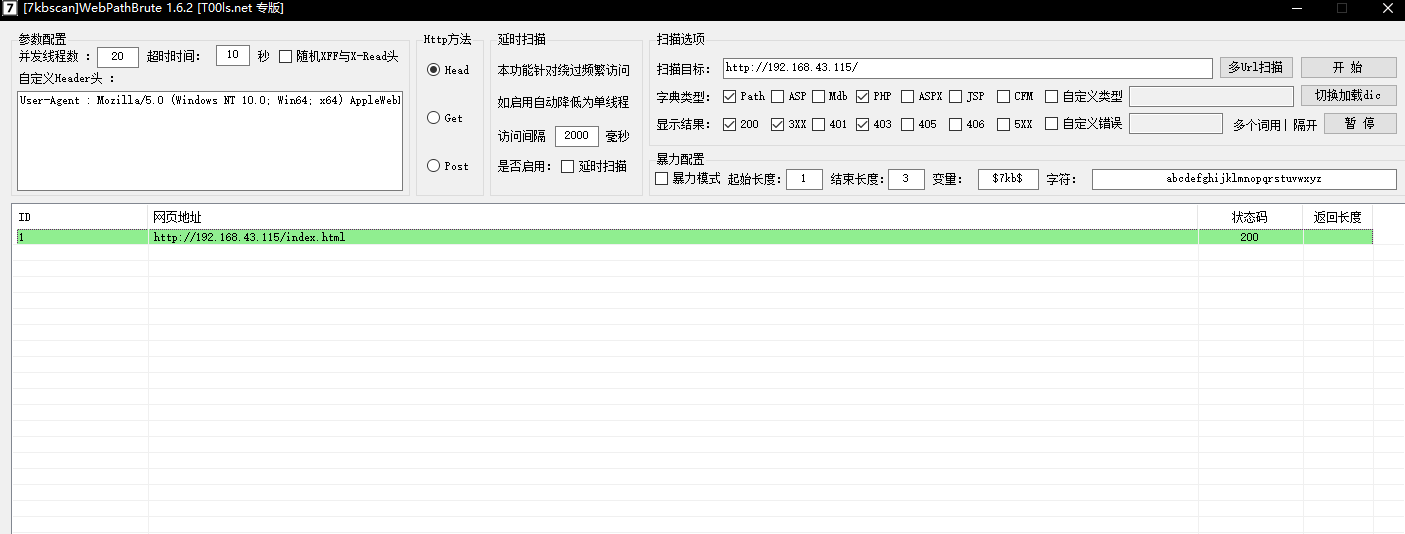 7 [7kbscan]WebPathBrute 1.6.2 [T00ls.net 专版]
参数配置
并发线程数 : 20 超时时间: 10 秒 随机XFF与X-Read头
自定义Header头 :
User-Agent : Mozilla/5.0 (Windows NT 10.0; Win64; x64) AppleWeb
Http方法
Head
Get
Post
延时扫描
本功能针对绕过频繁访问
如启用自动降低为单线程
访问间隔 2000 毫秒
是否启用: 延时扫描
扫描选项
扫描目标: http://192.168.43.115/ 多Url扫描 开 始
字典类型: Path ASP Mdb PHP ASPX JSP CFM 自定义类型 切换加载dic
显示结果: 200 3XX 401 403 405 406 5XX 自定义错误 多个词用| 隔开 暂 停
暴力配置
暴力模式 起始长度: 1 结束长度: 3 变量: $7kb$ 字符: abcdefghijklmnopqrstuvwxyz
ID 网页地址 状态码 返回长度
1 http://192.168.43.115/index.html 200